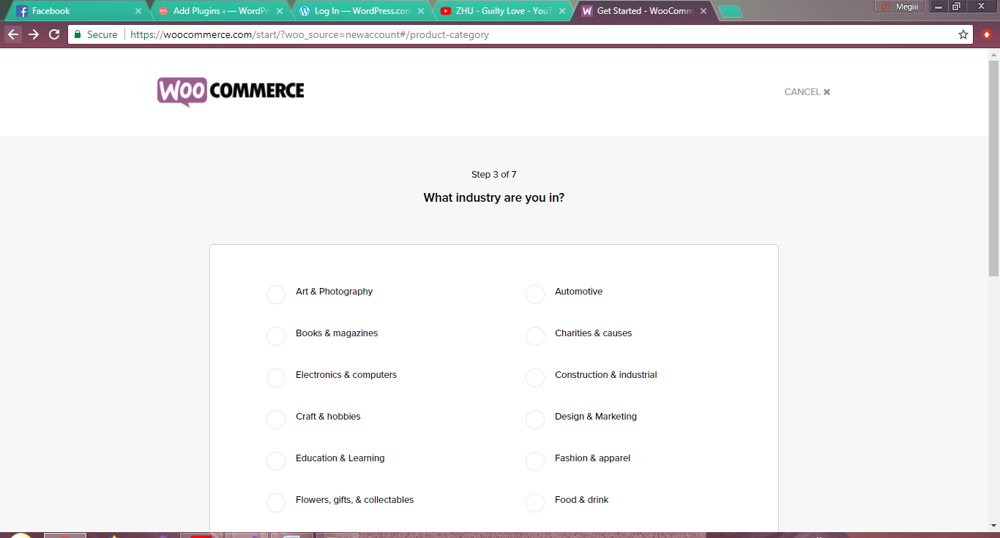 Facebook
Add Plugins ‹ — WordPr
Log In — WordPress.com
ZHU - Guilty Love - YouT
Get Started - WooComm
Megiii
Secure https://woocommerce.com/start/?woo_source=newaccount#/product-category
WOO COMMERCE
CANCEL ✖
Step 3 of 7
What industry are you in?
Art & Photography
Automotive
Books & magazines
Charities & causes
Electronics & computers
Construction & industrial
Craft & hobbies
Design & Marketing
Education & Learning
Fashion & apparel
Flowers, gifts, & collectables
Food & drink